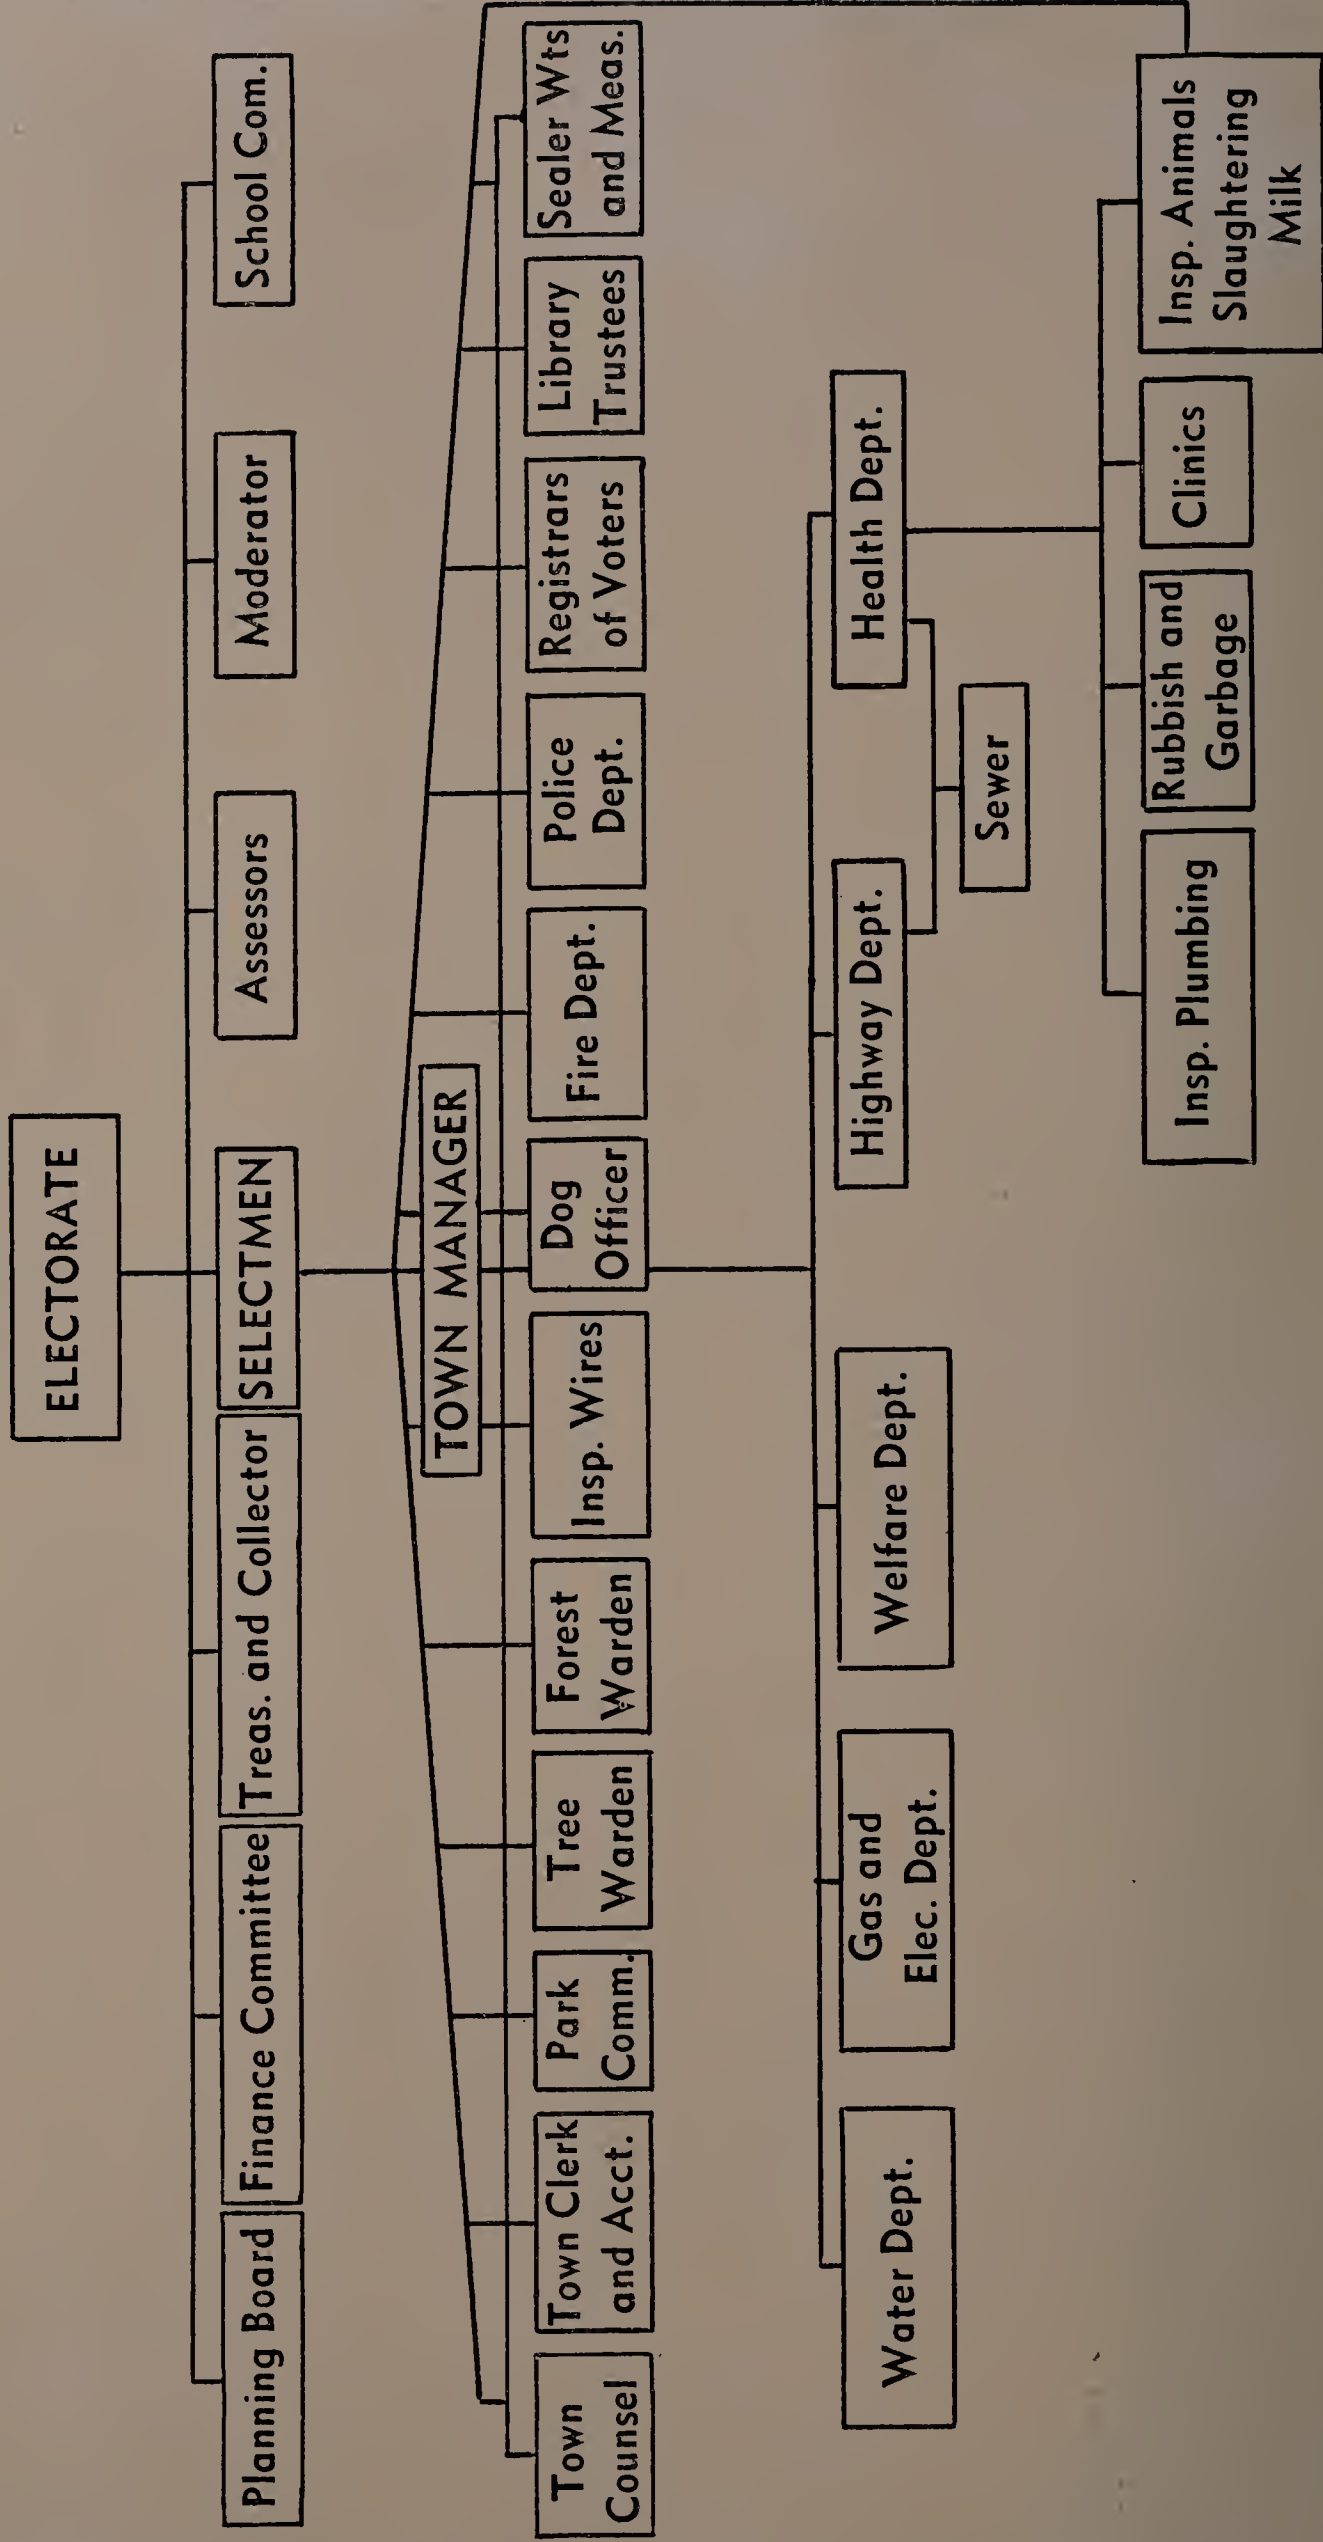 ELECTORATE
Planning Board
Finance Committee
Treas. and Collector
SELECTMEN
Assessors
Moderator
School Com.
TOWN MANAGER
Town
Counsel
Town Clerk
and Acct.
Park
Comm.
Tree
Warden
Forest
Warden
Insp. Wires
Dog
Officer
Fire Dept.
Police
Dept.
Registrars
of Voters
Library
Trustees
Sealer Wts
and Meas.
Water Dept.
Gas and
Elec. Dept.
Welfare Dept.
Highway Dept.
Health Dept.
Sewer
Insp. Plumbing
Rubbish and
Garbage
Clinics
Insp. Animals
Slaughtering
Milk